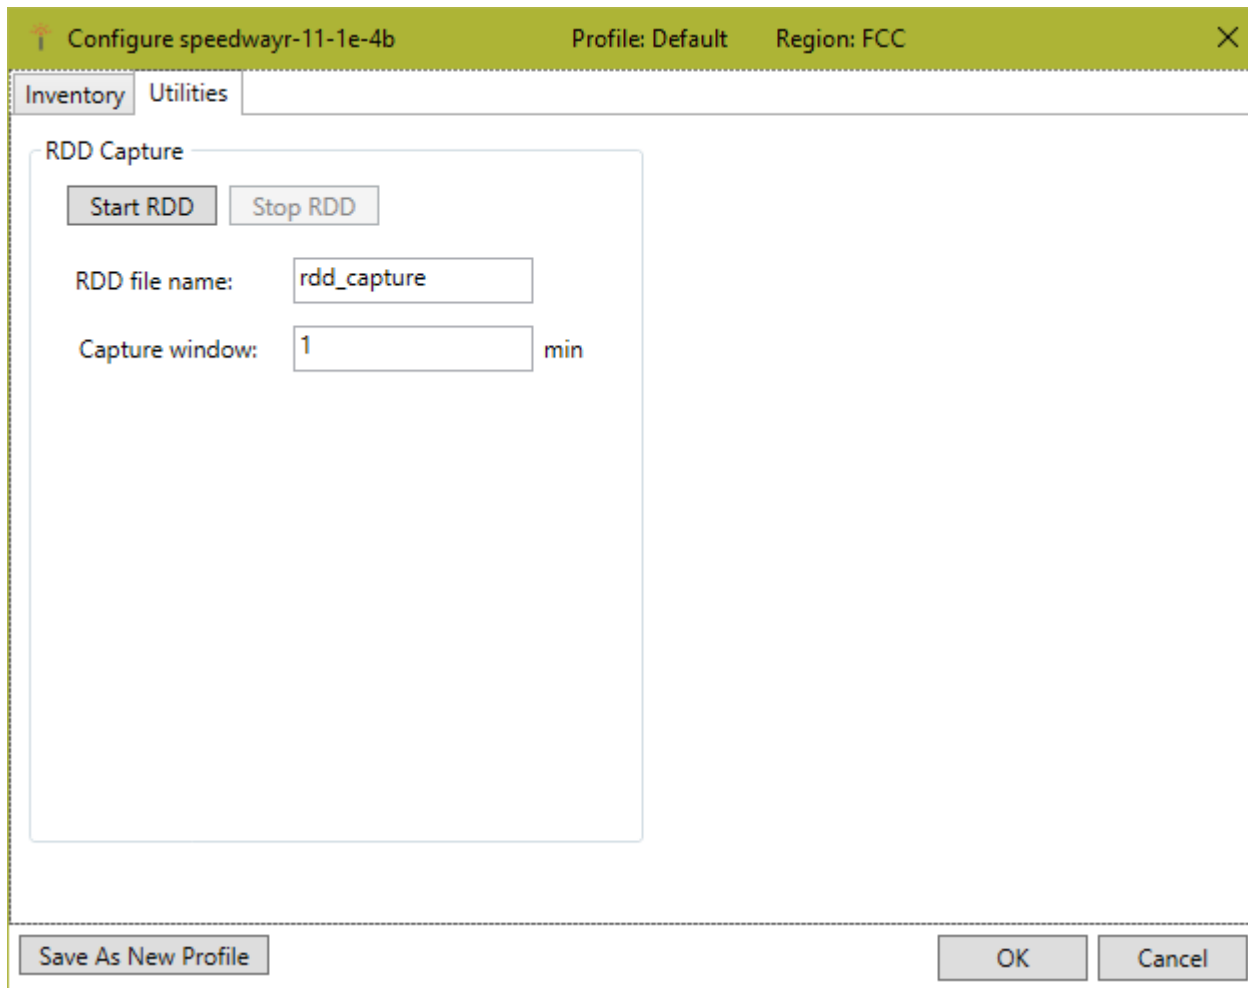 Configure speedwayr-11-1e-4b Profile: Default Region: FCC
Inventory Utilities
RDD Capture
Start RDD Stop RDD
RDD file name: rdd_capture
Capture window: 1 min
Save As New Profile OK Cancel